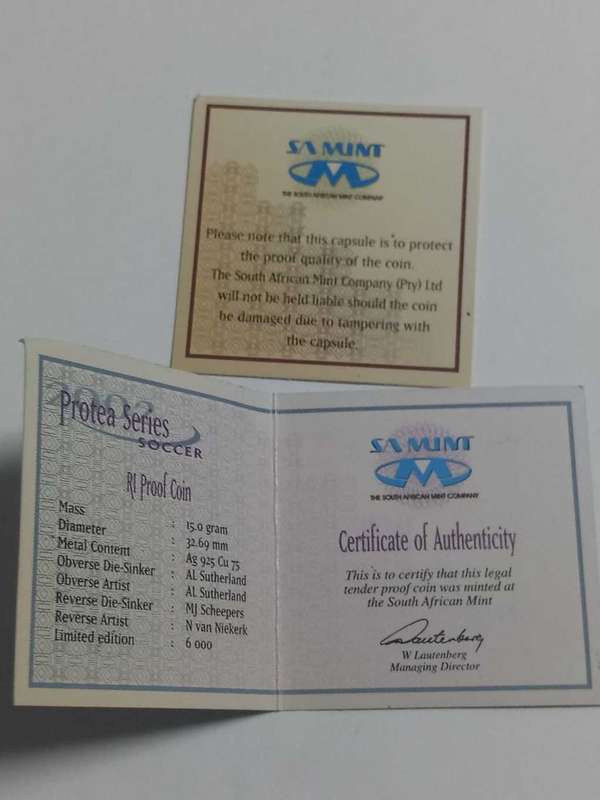 SA MINT
THE SOUTH AFRICAN MINT COMPANY
Please note that this capsule is to protect
the proof quality of the coin.
The South African Mint Company (Pty) Ltd
will not be held liable should the coin
be damaged due to tampering with
the capsule.
Protea Series
SOCCER
R1 Proof Coin
Mass : 15.0 gram
Diameter : 32.69 mm
Metal Content : Ag 925 Cu 75
Obverse Die-Sinker : AL Sutherland
Obverse Artist : AL Sutherland
Reverse Die-Sinker : MJ Scheepers
Reverse Artist : N van Niekerk
Limited edition : 6 000
SA MINT
THE SOUTH AFRICAN MINT COMPANY
Certificate of Authenticity
This is to certify that this legal
tender proof coin was minted at
the South African Mint
WLautenberg
W Lautenberg
Managing Director